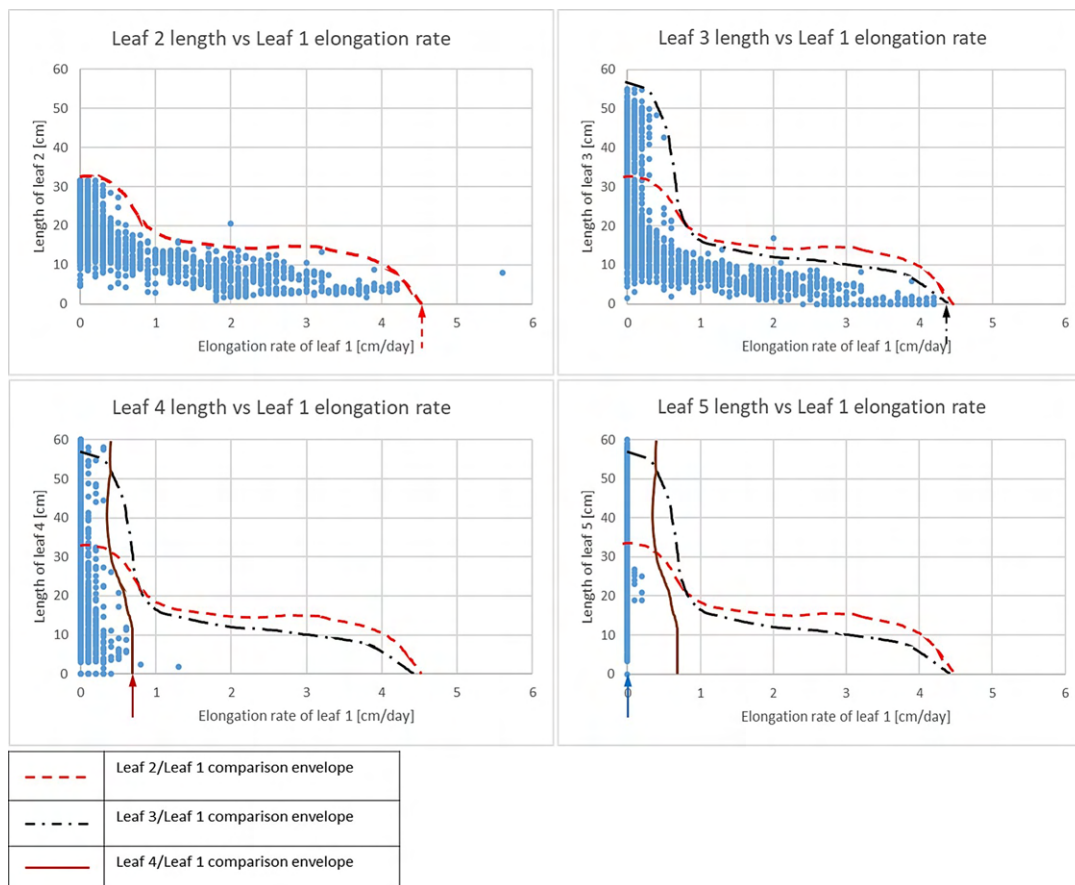 Leaf 2 length vs Leaf 1 elongation rate
60
50
40
30
20
10
0
Length of leaf 2 [cm]
0 1 2 3 4 5 6
Elongation rate of leaf 1 [cm/day]
Leaf 3 length vs Leaf 1 elongation rate
60
50
40
30
20
10
0
Length of leaf 3 [cm]
0 1 2 3 4 5 6
Elongation rate of leaf 1 [cm/day]
Leaf 4 length vs Leaf 1 elongation rate
60
50
40
30
20
10
0
Length of leaf 4 [cm]
0 1 2 3 4 5 6
Elongation rate of leaf 1 [cm/day]
Leaf 5 length vs Leaf 1 elongation rate
60
50
40
30
20
10
0
Length of leaf 5 [cm]
0 1 2 3 4 5 6
Elongation rate of leaf 1 [cm/day]
Leaf 2/Leaf 1 comparison envelope
Leaf 3/Leaf 1 comparison envelope
Leaf 4/Leaf 1 comparison envelope